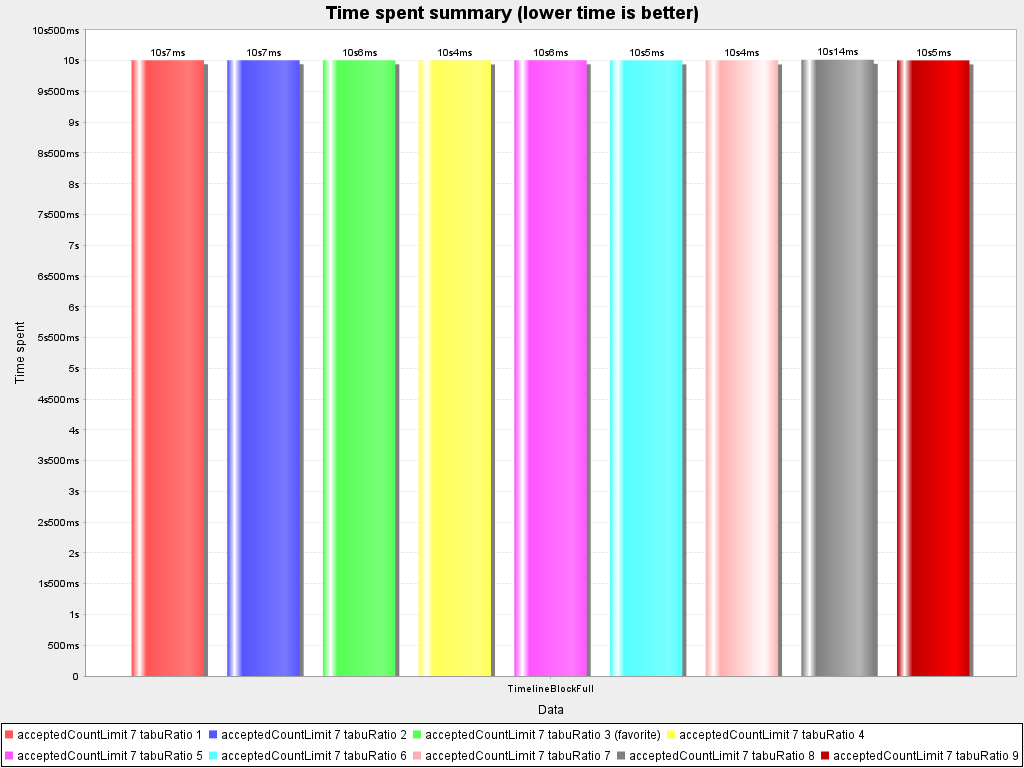 Time spent summary (lower time is better)
10s500ms
10s
9s500ms
9s
8s500ms
8s
7s500ms
7s
6s500ms
6s
5s500ms
5s
4s500ms
4s
3s500ms
3s
2s500ms
2s
1s500ms
1s
500ms
0
Time spent
10s7ms
10s7ms
10s6ms
10s4ms
10s6ms
10s5ms
10s4ms
10s14ms
10s5ms
TimelineBlockFull
Data
acceptedCountLimit 7 tabuRatio 1 acceptedCountLimit 7 tabuRatio 2 acceptedCountLimit 7 tabuRatio 3 (favorite) acceptedCountLimit 7 tabuRatio 4
acceptedCountLimit 7 tabuRatio 5 acceptedCountLimit 7 tabuRatio 6 acceptedCountLimit 7 tabuRatio 7 acceptedCountLimit 7 tabuRatio 8 acceptedCountLimit 7 tabuRatio 9